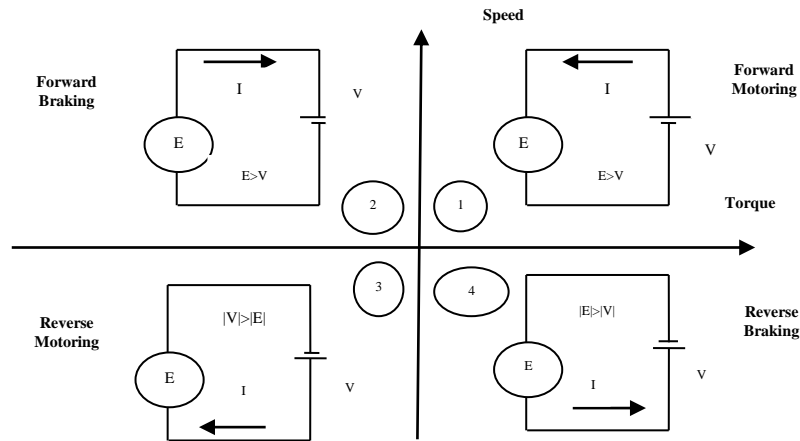 Speed
Forward
Braking
I
V
E
E>V
2
Forward
Motoring
I
E
V
E>V
1
Torque
Reverse
Motoring
|V|>|E|
E
I
V
3
4
|E|>|V|
Reverse
Braking
E
I
V